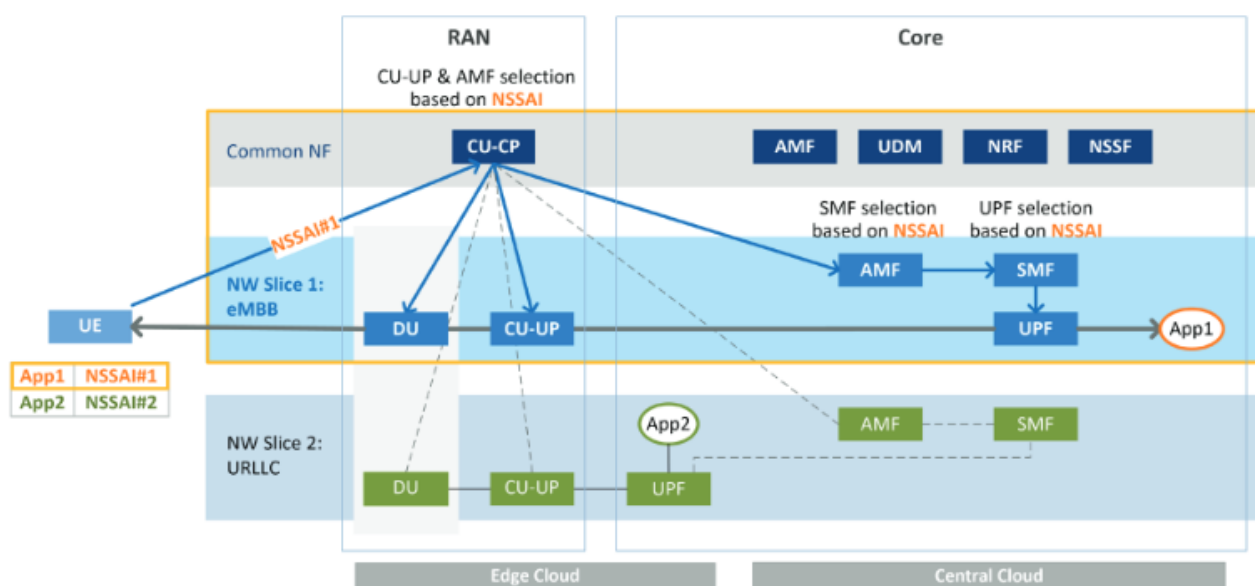 RAN
Core
CU-UP & AMF selection
based on NSSAI
Common NF
CU-CP
AMF
UDM
NRF
NSSF
NSSAI#1
SMF selection
based on NSSAI
UPF selection
based on NSSAI
NW Slice 1:
eMBB
AMF
SMF
UE
DU
CU-UP
UPF
App1
App1 NSSAI#1
App2 NSSAI#2
NW Slice 2:
URLLC
App2
AMF
SMF
DU
CU-UP
UPF
Edge Cloud
Central Cloud